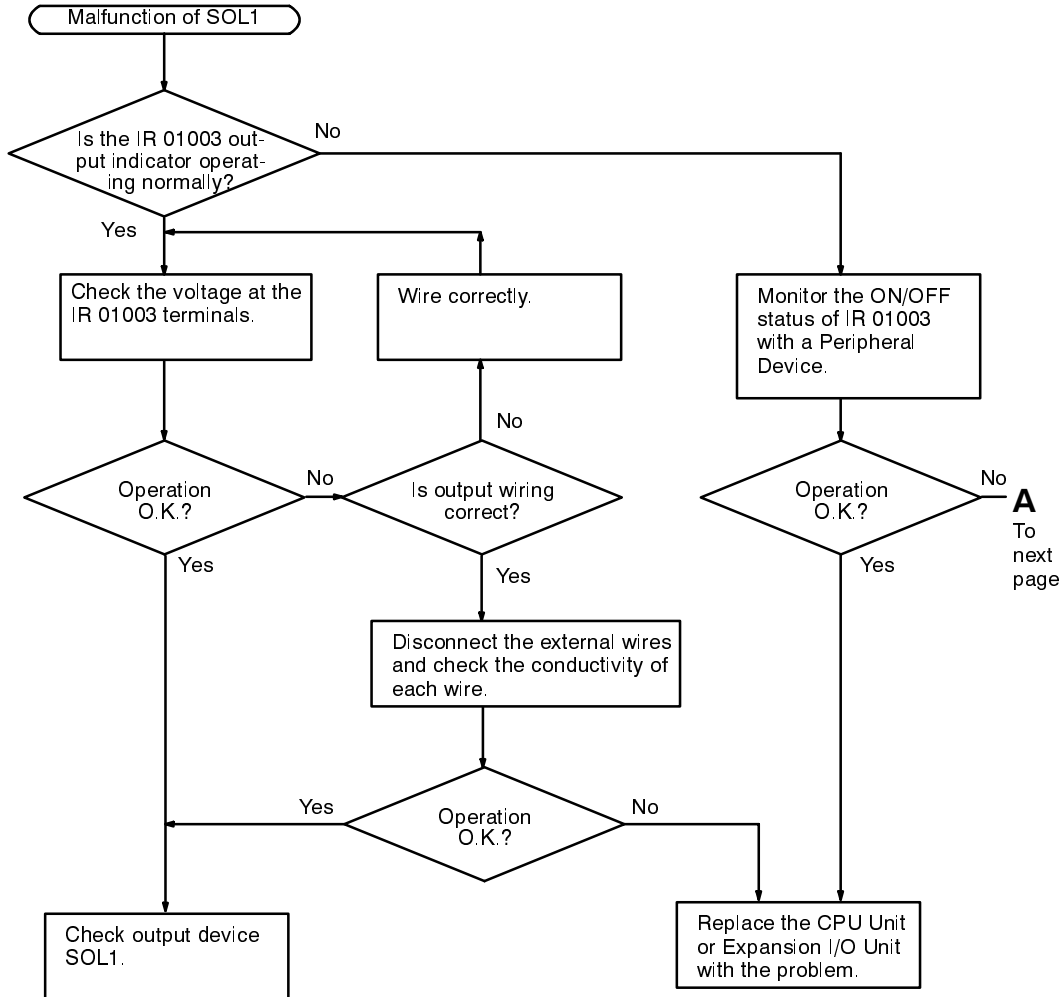 Malfunction of SOL1
Is the IR 01003 out-
put indicator operat-
ing normally?
No
Yes
Check the voltage at the
IR 01003 terminals.
Wire correctly.
Monitor the ON/OFF
status of IR 01003
with a Peripheral
Device.
No
Operation
O.K.?
No
Is output wiring
correct?
Operation
O.K.?
No
A
To
next
page
Yes
Yes
Yes
Disconnect the external wires
and check the conductivity of
each wire.
Yes
Operation
O.K.?
No
Check output device
SOL1.
Replace the CPU Unit
or Expansion I/O Unit
with the problem.